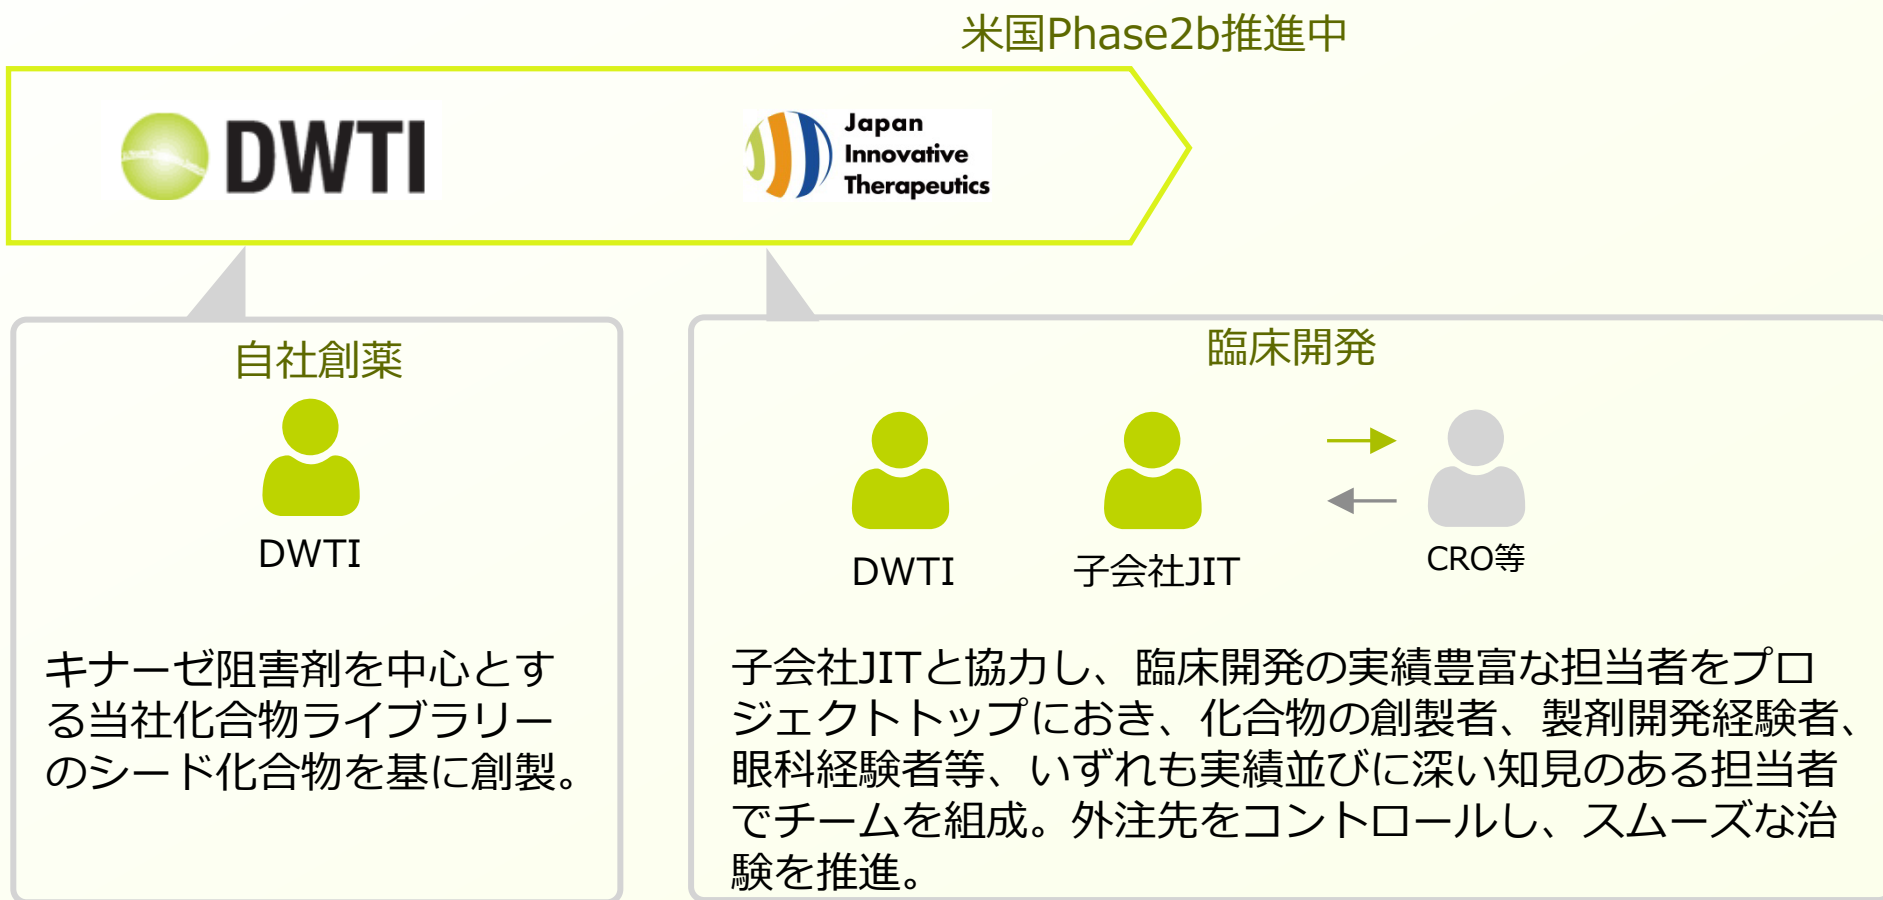 米国Phase2b推進中
DWTI
Japan
Innovative
Therapeutics
自社創薬
DWTI
キナーゼ阻害剤を中心とす
る当社化合物ライブラリー
のシード化合物を基に創製。
臨床開発
DWTI
子会社JIT
CRO等
子会社JITと協力し、臨床開発の実績豊富な担当者をプロ
ジェクトトップにおき、化合物の創製者、製剤開発経験者、
眼科経験者等、いずれも実績並びに深い知見のある担当者
でチームを組成。外注先をコントロールし、スムーズな治
験を推進。